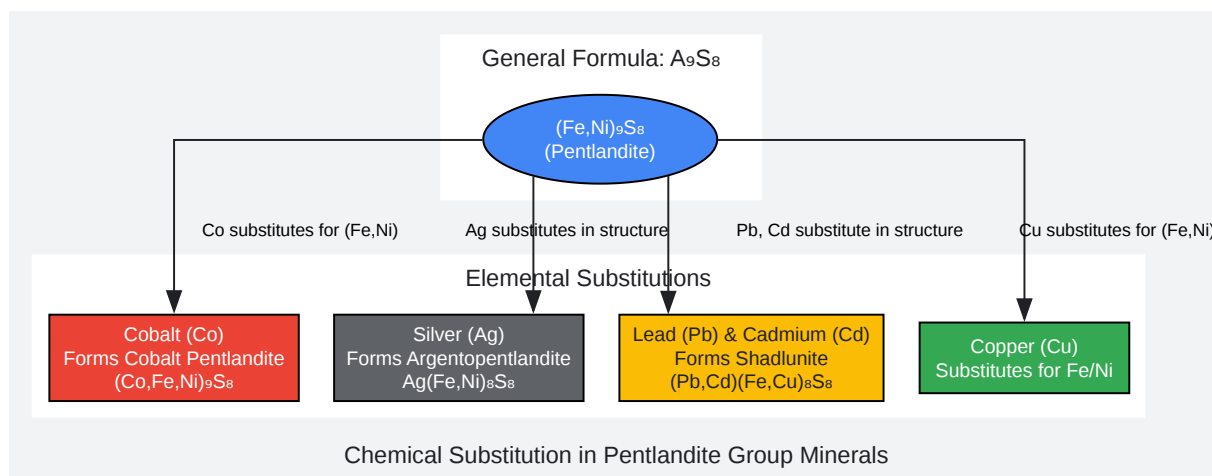 General Formula: A₉S₈
(Fe,Ni)₉S₈
(Pentlandite)
Co substitutes for (Fe,Ni)
Ag substitutes in structure
Pb, Cd substitute in structure
Cu substitutes for (Fe,Ni)
Elemental Substitutions
Cobalt (Co)
Forms Cobalt Pentlandite
(Co,Fe,Ni)₉S₈
Silver (Ag)
Forms Argentopentlandite
Ag(Fe,Ni)₈S₈
Lead (Pb) & Cadmium (Cd)
Forms Shadlunite
(Pb,Cd)(Fe,Cu)₈S₈
Copper (Cu)
Substitutes for Fe/Ni
Chemical Substitution in Pentlandite Group Minerals